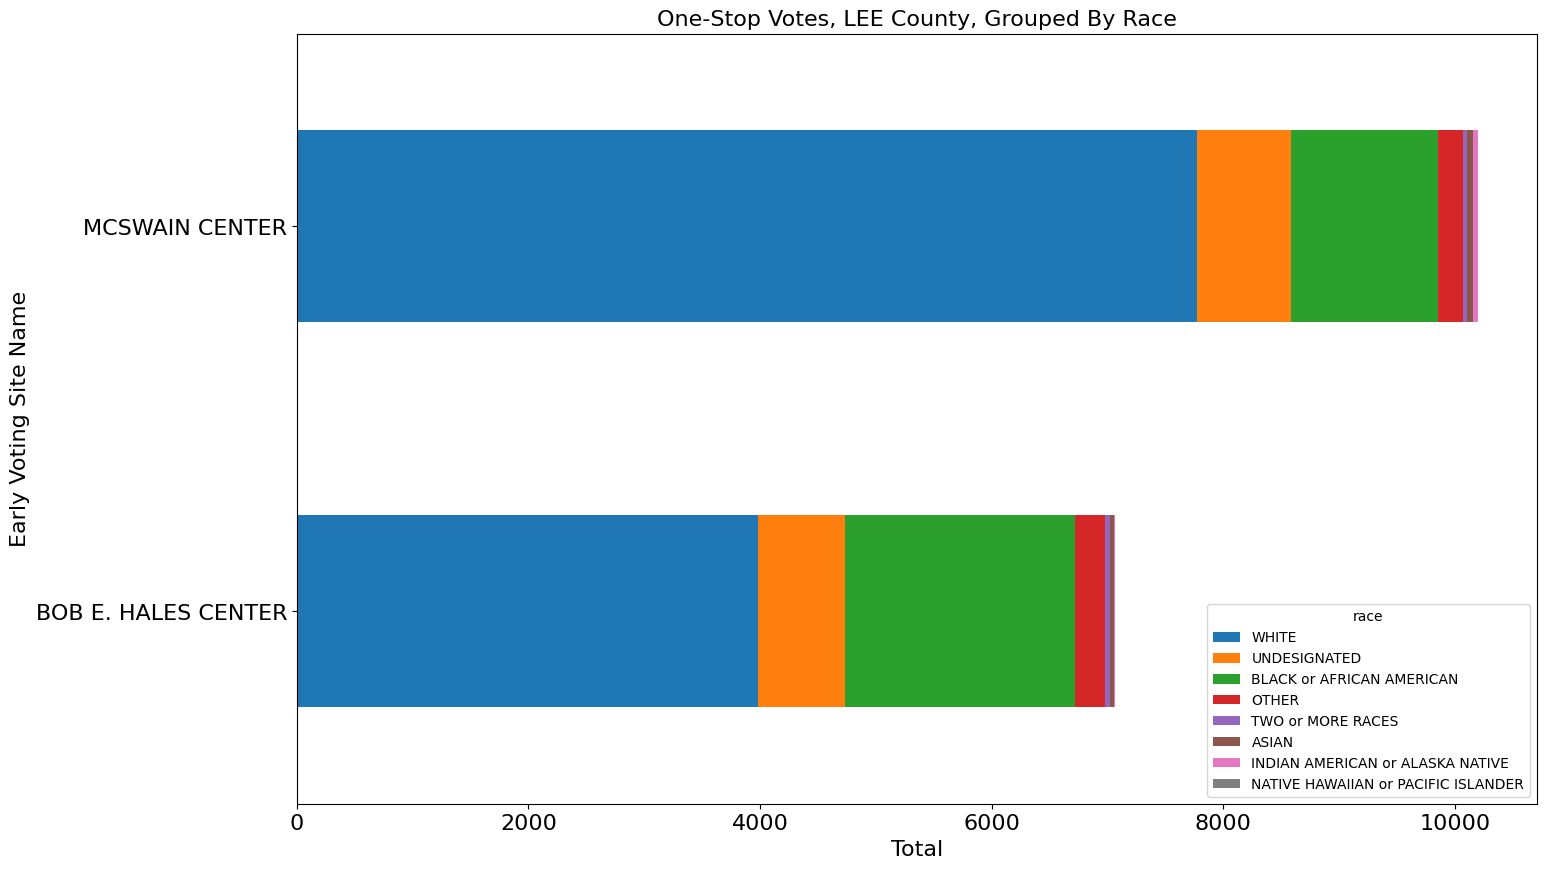 One-Stop Votes, LEE County, Grouped By Race
Early Voting Site Name
MCSWAIN CENTER
BOB E. HALES CENTER
race
WHITE
UNDESIGNATED
BLACK or AFRICAN AMERICAN
OTHER
TWO or MORE RACES
ASIAN
INDIAN AMERICAN or ALASKA NATIVE
NATIVE HAWAIIAN or PACIFIC ISLANDER
0 2000 4000 6000 8000 10000
Total